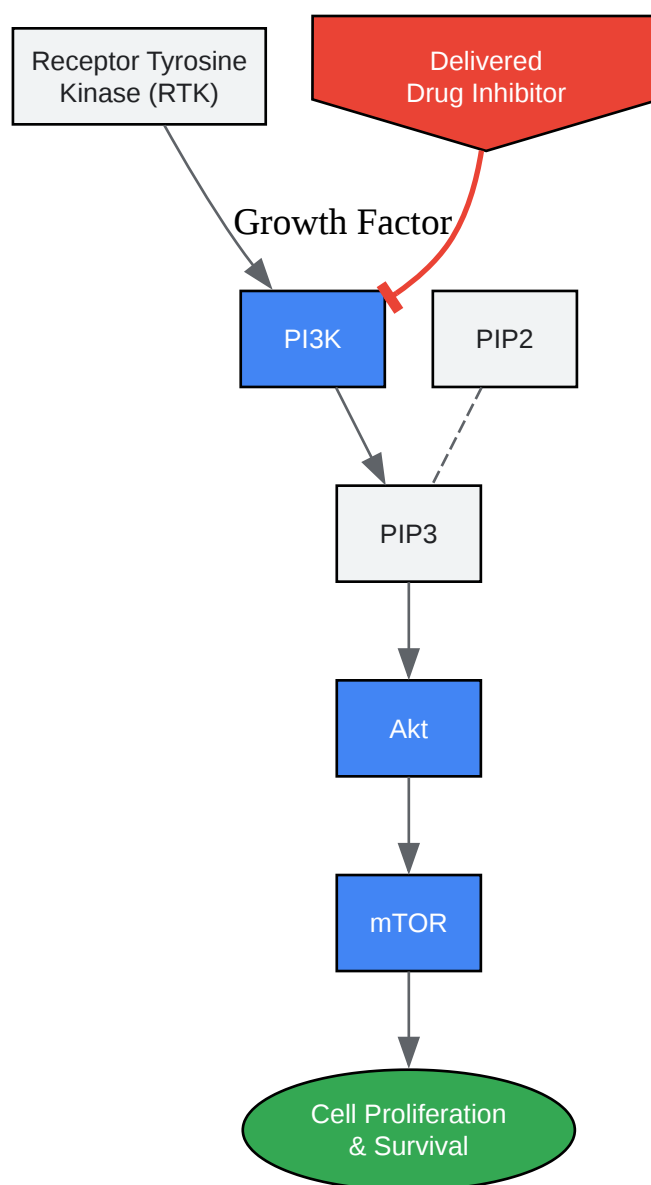 Receptor Tyrosine
Kinase (RTK)
Delivered
Drug Inhibitor
Growth Factor
PI3K
PIP2
PIP3
Akt
mTOR
Cell Proliferation
& Survival